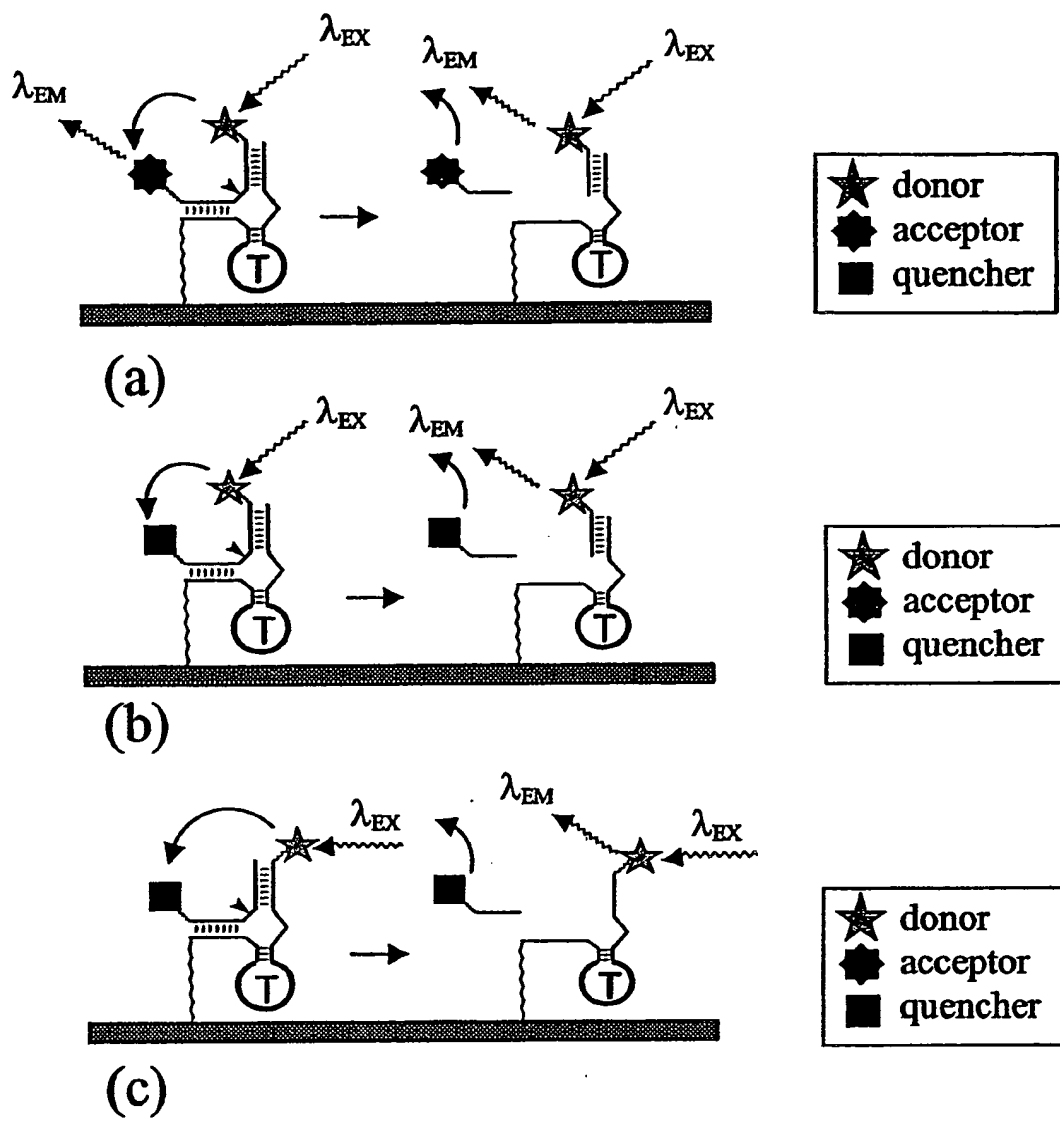 λEX
λEM
λEM
λEX
T
T
donor
acceptor
quencher
(a)
λEX
λEM
λEX
T
T
donor
acceptor
quencher
(b)
λEX
λEM
λEX
T
T
donor
acceptor
quencher
(c)